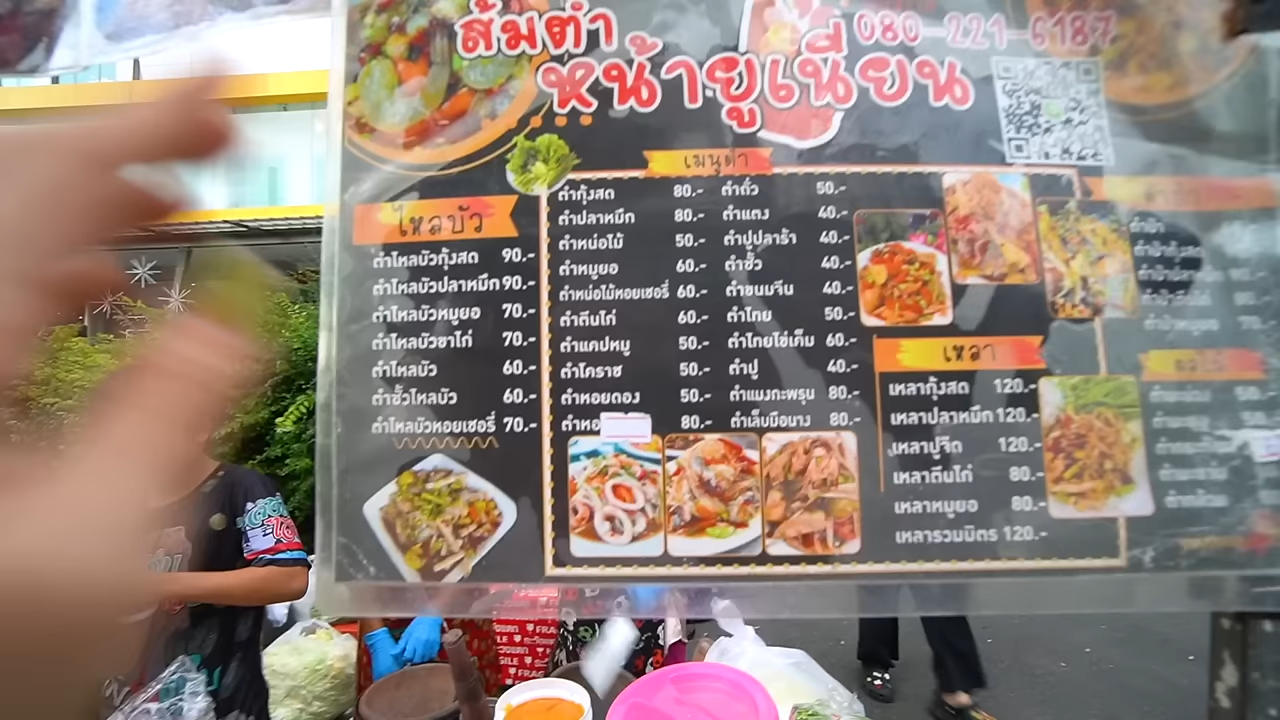 ส้มตำ
080-221-6187
...หน้ายูเนี่ยน
เมนูตำ
ไหลบัว
ตำไหลบัวกุ้งสด 90.-
ตำไหลบัวปลาหมึก 90.-
ตำไหลบัวหมูยอ 70.-
ตำไหลบัวขาไก่ 70.-
ตำไหลบัว 60.-
ตำซั่วไหลบัว 60.-
ตำไหลบัวหอยเชอรี่ 70.-
ตำกุ้งสด 80.-
ตำปลาหมึก 80.-
ตำหน่อไม้ 50.-
ตำหมูยอ 60.-
ตำหน่อไม้หอยเชอรี่ 60.-
ตำตีนไก่ 60.-
ตำแคปหมู 50.-
ตำโคราช 50.-
ตำหอยดอง 50.-
ตำหอ 80.-
ตำถั่ว 50.-
ตำแตง 40.-
ตำปูปลาร้า 40.-
ตำซั่ว 40.-
ตำขนมจีน 40.-
ตำไทย 50.-
ตำไทยไข่เค็ม 60.-
ตำปู 40.-
ตำแมงกะพรุน 80.-
ตำเล็บมือนาง 80.-
เหลา
เหลากุ้งสด 120.-
เหลาปลาหมึก 120.-
เหลาปูจืด 120.-
เหลาตีนไก่ 80.-
เหลาหมูยอ 80.-
เหลารวมมิตร 120.-
ตำป่า